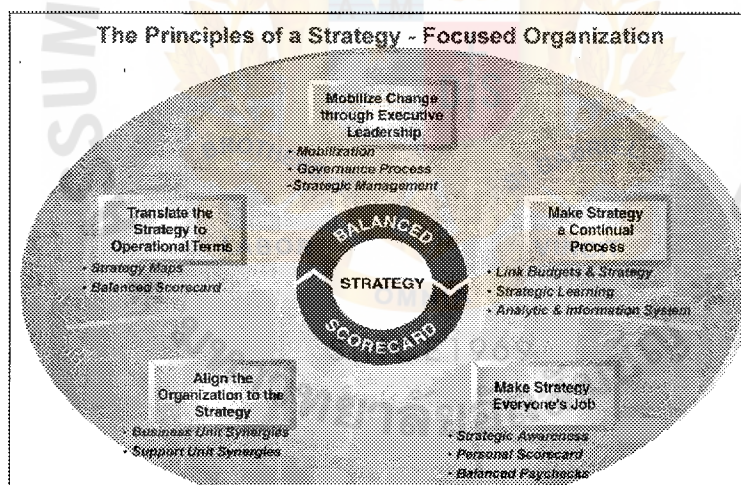 The Principles of a Strategy - Focused Organization
Mobilize Change
through Executive
Leadership
• Mobilization
• Governance Process
•Strategic Management
Translate the
Strategy to
Operational Terms
• Strategy Maps
• Balanced Scorecard
BALANCED
STRATEGY
SCORECARD
Make Strategy
a Continual
Process
• Link Budgets & Strategy
• Strategic Learning
• Analytic & Information System
Align the
Organization to the
Strategy
• Business Unit Synergies
• Support Unit Synergies
Make Strategy
Everyone's Job
• Strategic Awareness
• Personal Scorecard
• Balanced Paychecks
SUM